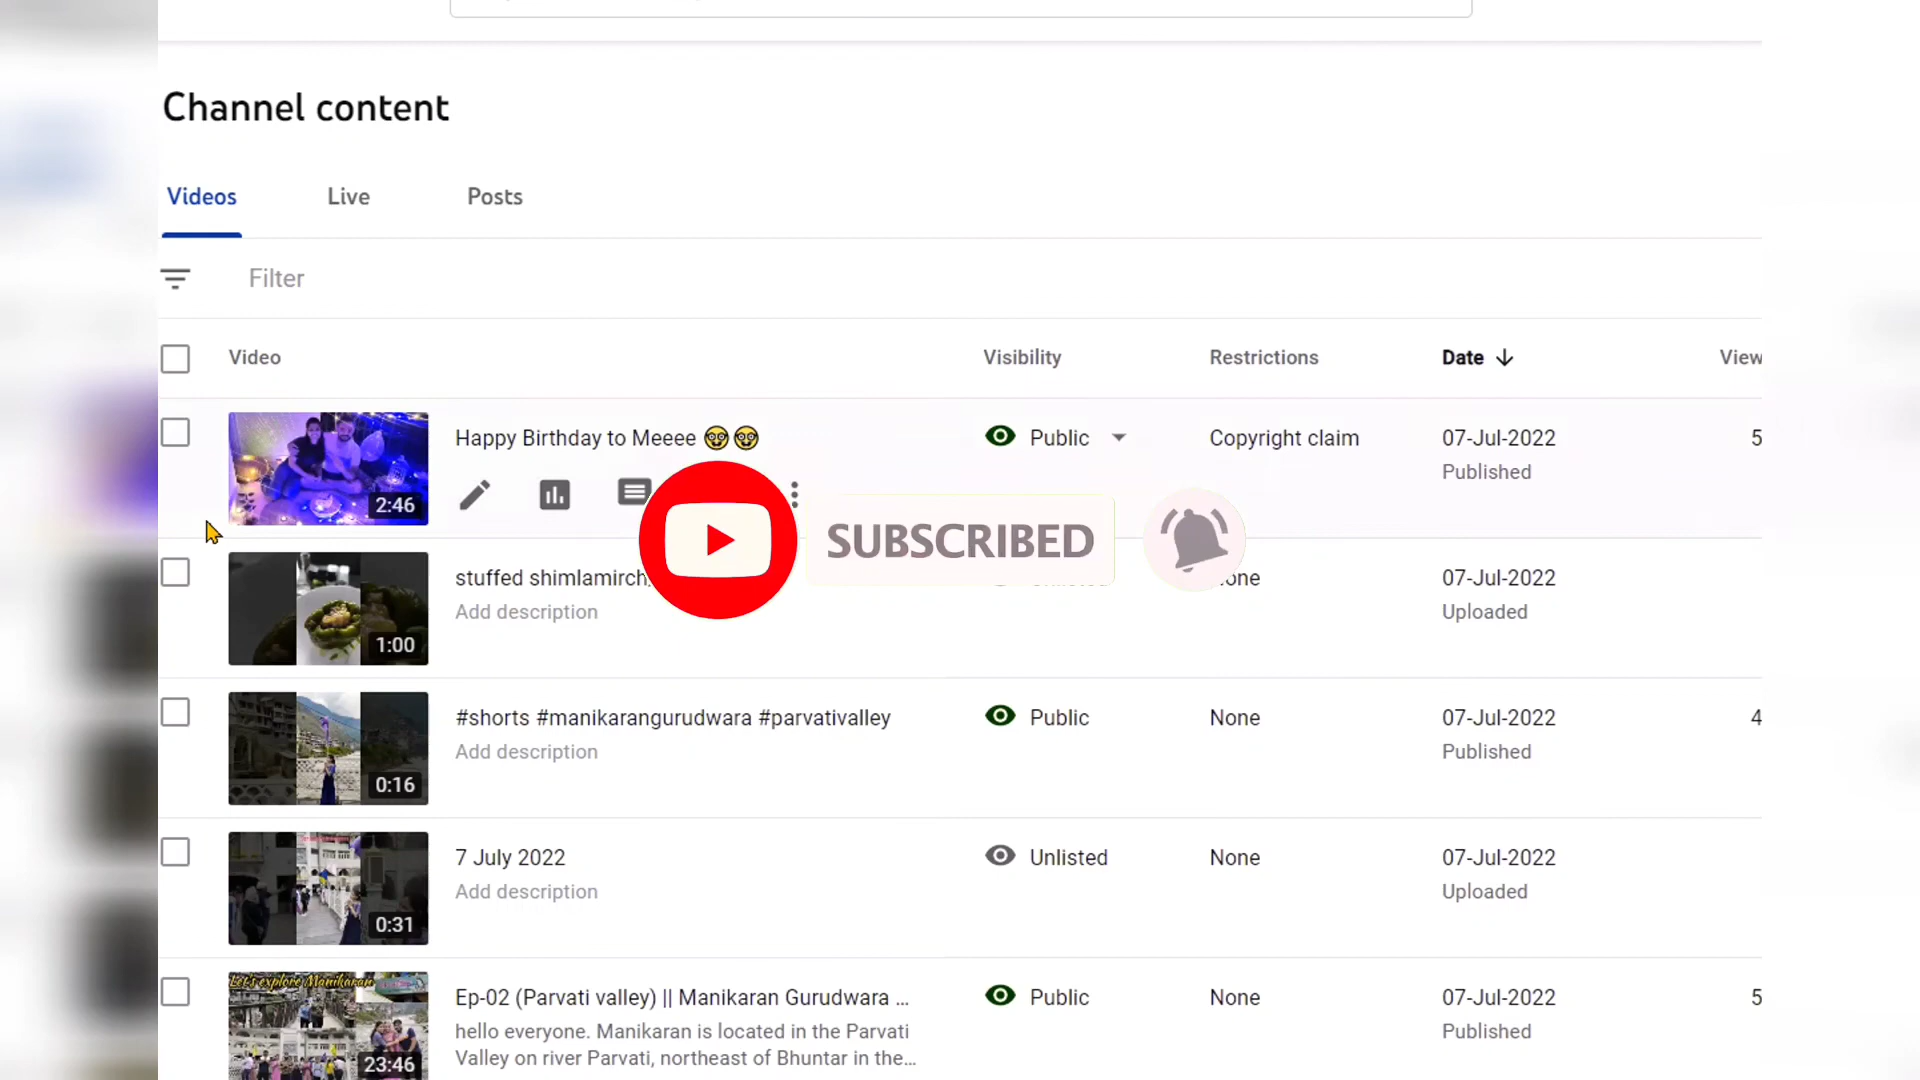 Channel content
Videos Live Posts
Filter
Video Visibility Restrictions Date View
Happy Birthday to Meeee Public Copyright claim 07-Jul-2022 5
Published
2:46
SUBSCRIBED
stuffed shimlamirch 07-Jul-2022
Add description Uploaded
1:00
#shorts #manikarangurudwara #parvativalley Public None 07-Jul-2022 4
Add description Published
0:16
7 July 2022 Unlisted None 07-Jul-2022
Add description Uploaded
0:31
Let's explore Manikaran
Ep-02 (Parvati valley) || Manikaran Gurudwara ... Public None 07-Jul-2022 5
hello everyone. Manikaran is located in the Parvati Published
Valley on river Parvati, northeast of Bhuntar in the...
23:46